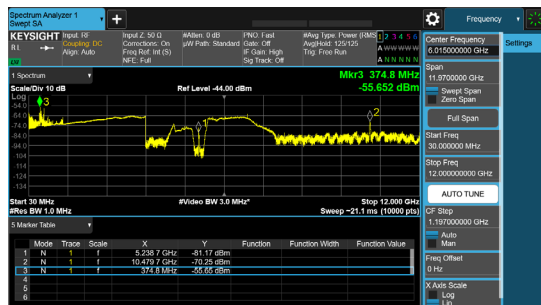 Spectrum Analyzer 1
Swept SA
Frequency
KEYSIGHT
Input: RF
Coupling: DC
Align: Auto
Input Z: 50 Ω
Corrections: On
Freq Ref: Int (S)
NFE: Full
#Atten: 0 dB
µW Path: Standard
PNO: Fast
Gate: Off
IF Gain: High
Sig Track: Off
#Avg Type: Power (RMS
Avg|Hold: 125/125
Trig: Free Run
1 2 3 4 5 6
A W W W W W
A N N N N N
Center Frequency
6.015000000 GHz
Settings
1 Spectrum
Mkr3 374.8 MHz
Scale/Div 10 dB
Ref Level -44.00 dBm
-55.652 dBm
Log
-54.0
-64.0
-74.0
-84.0
-94.0
-104
-114
-124
-134
3
1
2
Start 30 MHz
#Video BW 3.0 MHz*
Stop 12.000 GHz
#Res BW 1.0 MHz
Sweep ~21.1 ms (10000 pts)
Span
11.9700000 GHz
Swept Span
Zero Span
Full Span
Start Freq
30.000000 MHz
Stop Freq
12.000000000 GHz
AUTO TUNE
CF Step
1.197000000 GHz
Auto
Man
Freq Offset
0 Hz
X Axis Scale
Log
Lin
5 Marker Table
Mode Trace Scale X Y Function Function Width Function Value
1 N 1 f 5.238 7 GHz -81.17 dBm
2 N 1 f 10.479 7 GHz -70.25 dBm
3 N 1 f 374.8 MHz -55.65 dBm
4
5
6